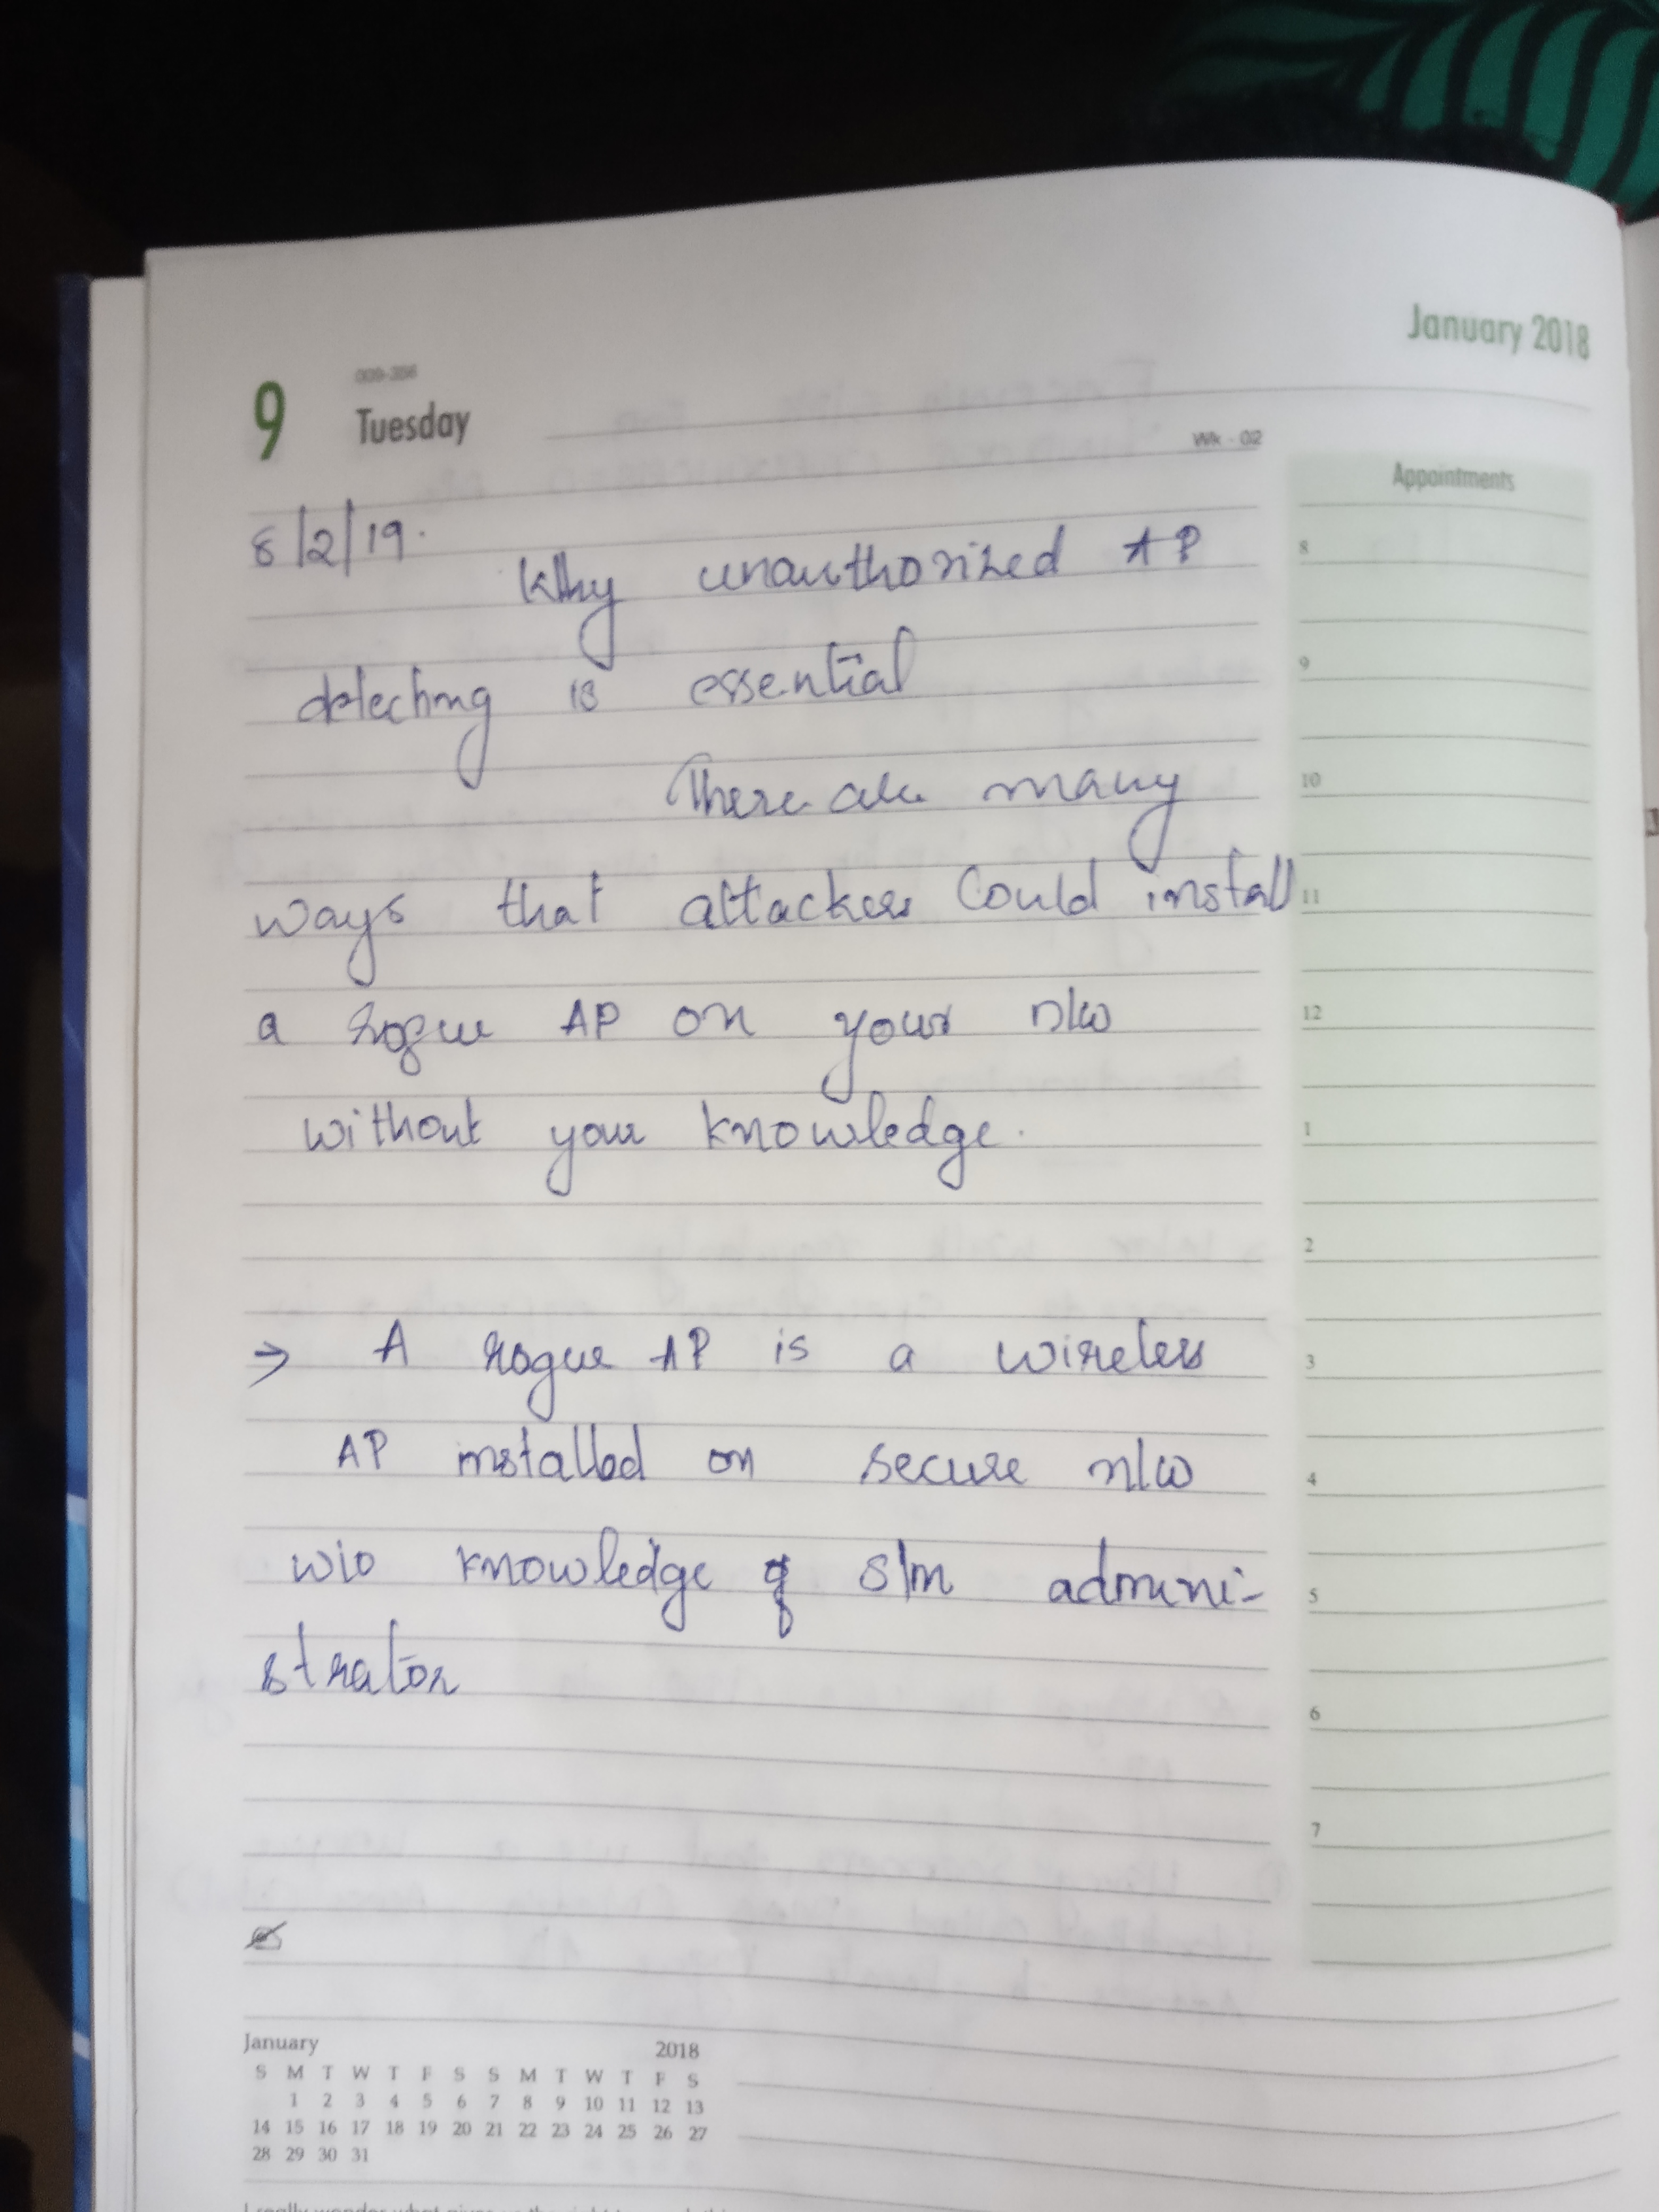 January 2018
9
Tuesday
Wk - 02
Appointments
8/2/19.
Why unauthorized AP
detecting is essential
There are many
ways that attackers Could install
a rogue AP on your n/w
without your knowledge.
→ A rogue AP is a wireless
AP installed on secure n/w
w/o knowledge of s/m admini-
strator
8
9
10
11
12
1
2
3
4
5
6
7
January 2018
S M T W T F S S M T W T F S
1 2 3 4 5 6 7 8 9 10 11 12 13
14 15 16 17 18 19 20 21 22 23 24 25 26 27
28 29 30 31